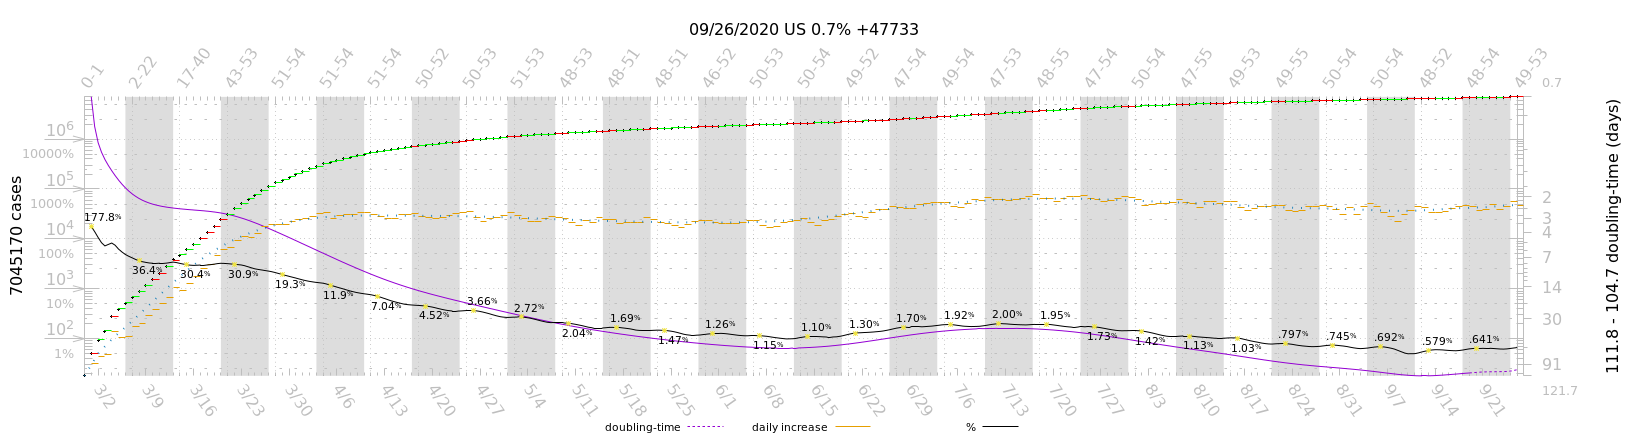 09/26/2020 US 0.7% +47733
0-1 2-22 17-40 43-53 51-54 51-54 51-54 50-52 50-53 51-53 48-53 48-51 48-51 46-52 50-53 50-54 49-52 47-54 49-54 47-53 48-55 47-54 50-54 47-55 49-53 49-55 50-54 50-54 48-52 48-54 49-53
7045170 cases
10⁶
10000%
10⁵
1000%
10⁴
100%
10³
10%
10²
1%
177.8%
36.4% 30.4% 30.9% 19.3% 11.9% 7.04% 4.52% 3.66% 2.72% 2.04% 1.69% 1.47% 1.26% 1.15% 1.10% 1.30% 1.70% 1.92% 2.00% 1.95% 1.73% 1.42% 1.13% 1.03% .797% .745% .692% .579% .641%
0.7
2
3
4
7
14
30
91
121.7
111.8 - 104.7 doubling-time (days)
3/2 3/9 3/16 3/23 3/30 4/6 4/13 4/20 4/27 5/4 5/11 5/18 5/25 6/1 6/8 6/15 6/22 6/29 7/6 7/13 7/20 7/27 8/3 8/10 8/17 8/24 8/31 9/7 9/14 9/21
doubling-time daily increase %